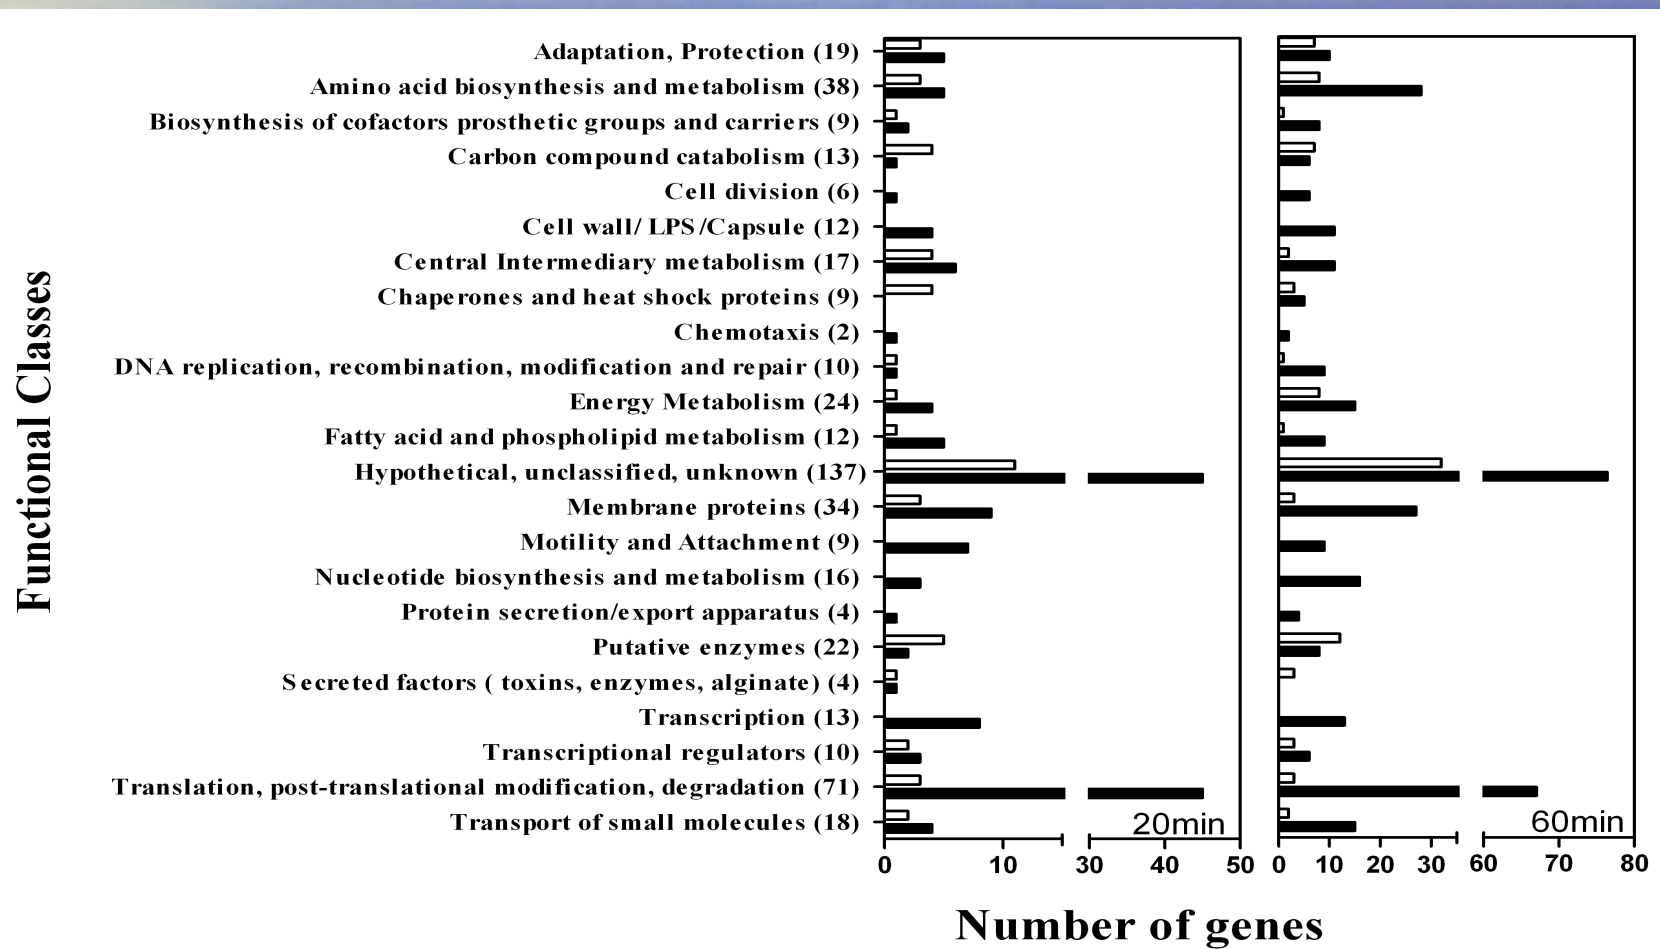 Functional Classes
Adaptation, Protection (19)
Amino acid biosynthesis and metabolism (38)
Biosynthesis of cofactors prosthetic groups and carriers (9)
Carbon compound catabolism (13)
Cell division (6)
Cell wall/ LPS/Capsule (12)
Central Intermediary metabolism (17)
Chaperones and heat shock proteins (9)
Chemotaxis (2)
DNA replication, recombination, modification and repair (10)
Energy Metabolism (24)
Fatty acid and phospholipid metabolism (12)
Hypothetical, unclassified, unknown (137)
Membrane proteins (34)
Motility and Attachment (9)
Nucleotide biosynthesis and metabolism (16)
Protein secretion/export apparatus (4)
Putative enzymes (22)
Secreted factors ( toxins, enzymes, alginate) (4)
Transcription (13)
Transcriptional regulators (10)
Translation, post-translational modification, degradation (71)
Transport of small molecules (18)
20min
60min
0 10 30 40 50
0 10 20 30 60 70 80
Number of genes